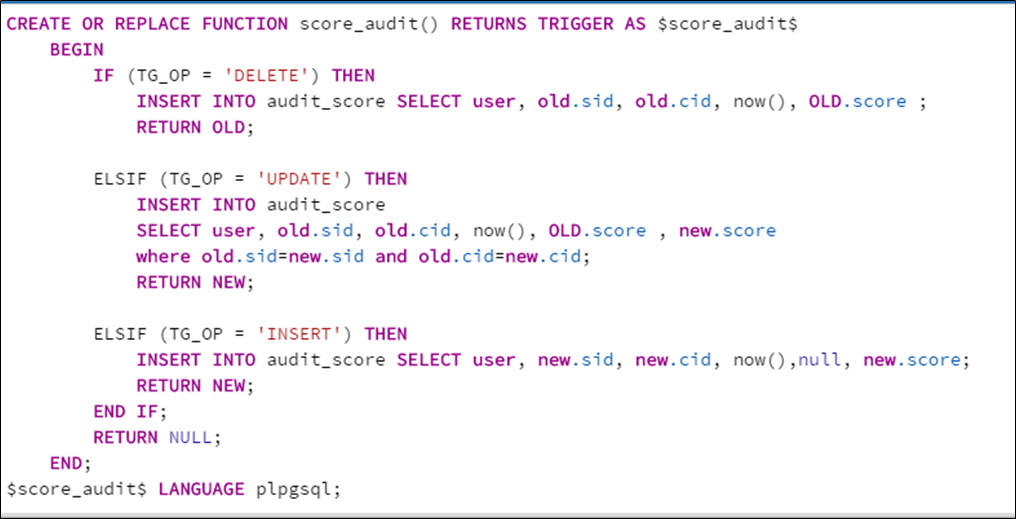 CREATE OR REPLACE FUNCTION score_audit() RETURNS TRIGGER AS $score_audit$
BEGIN
IF (TG_OP = 'DELETE') THEN
INSERT INTO audit_score SELECT user, old.sid, old.cid, now(), OLD.score ;
RETURN OLD;
ELSIF (TG_OP = 'UPDATE') THEN
INSERT INTO audit_score
SELECT user, old.sid, old.cid, now(), OLD.score , new.score
where old.sid=new.sid and old.cid=new.cid;
RETURN NEW;
ELSIF (TG_OP = 'INSERT') THEN
INSERT INTO audit_score SELECT user, new.sid, new.cid, now(),null, new.score;
RETURN NEW;
END IF;
RETURN NULL;
END;
$score_audit$ LANGUAGE plpgsql;